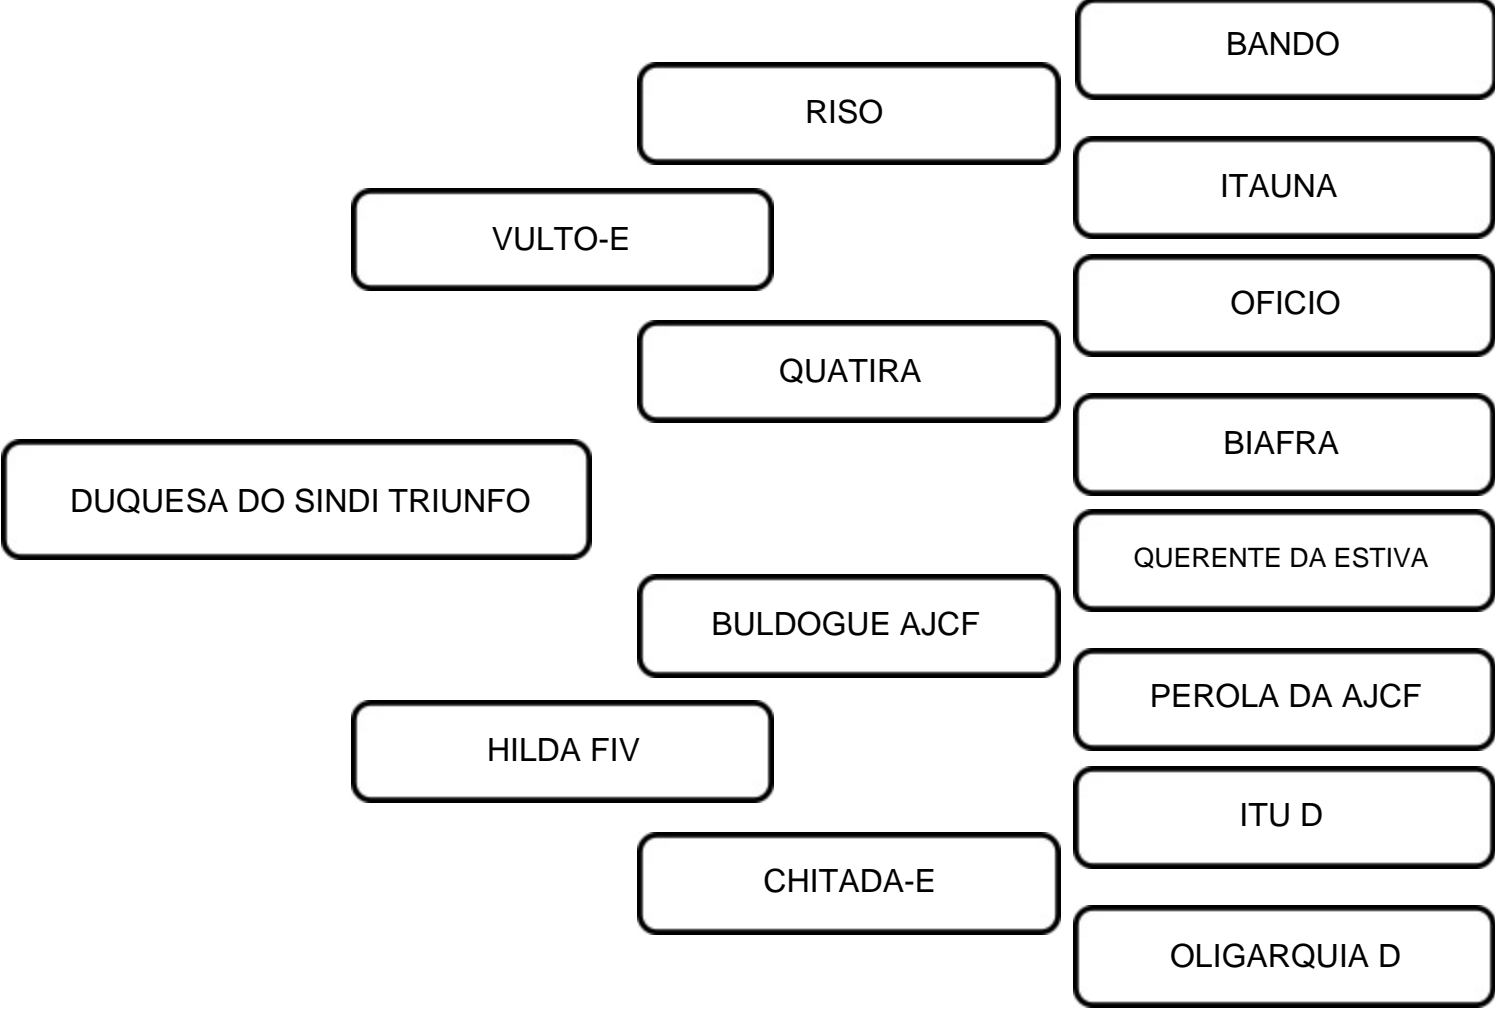 BANDO
RISO
ITAUNA
VULTO-E
OFICIO
QUATIRA
BIAFRA
DUQUESA DO SINDI TRIUNFO
QUERENTE DA ESTIVA
BULDOGUE AJCF
PEROLA DA AJCF
HILDA FIV
ITU D
CHITADA-E
OLIGARQUIA D